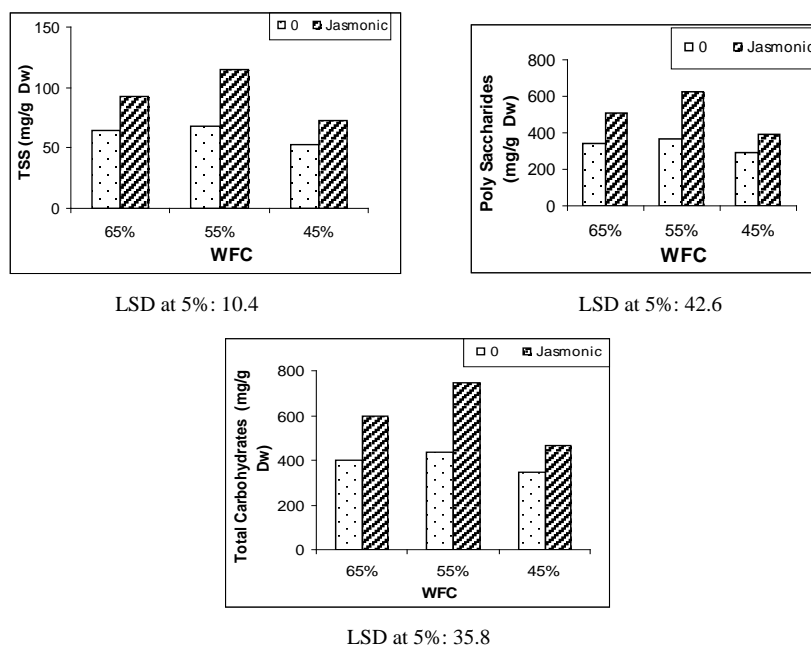 0 Jasmonic
150
100
50
0
TSS (mg/g Dw)
65% 55% 45%
WFC
LSD at 5%: 10.4
0 Jasmonic
800
600
400
200
0
Poly Saccharides
(mg/g Dw)
65% 55% 45%
WFC
LSD at 5%: 42.6
0 Jasmonic
800
600
400
200
0
Total Carbohydrates (mg/g
Dw)
65% 55% 45%
WFC
LSD at 5%: 35.8